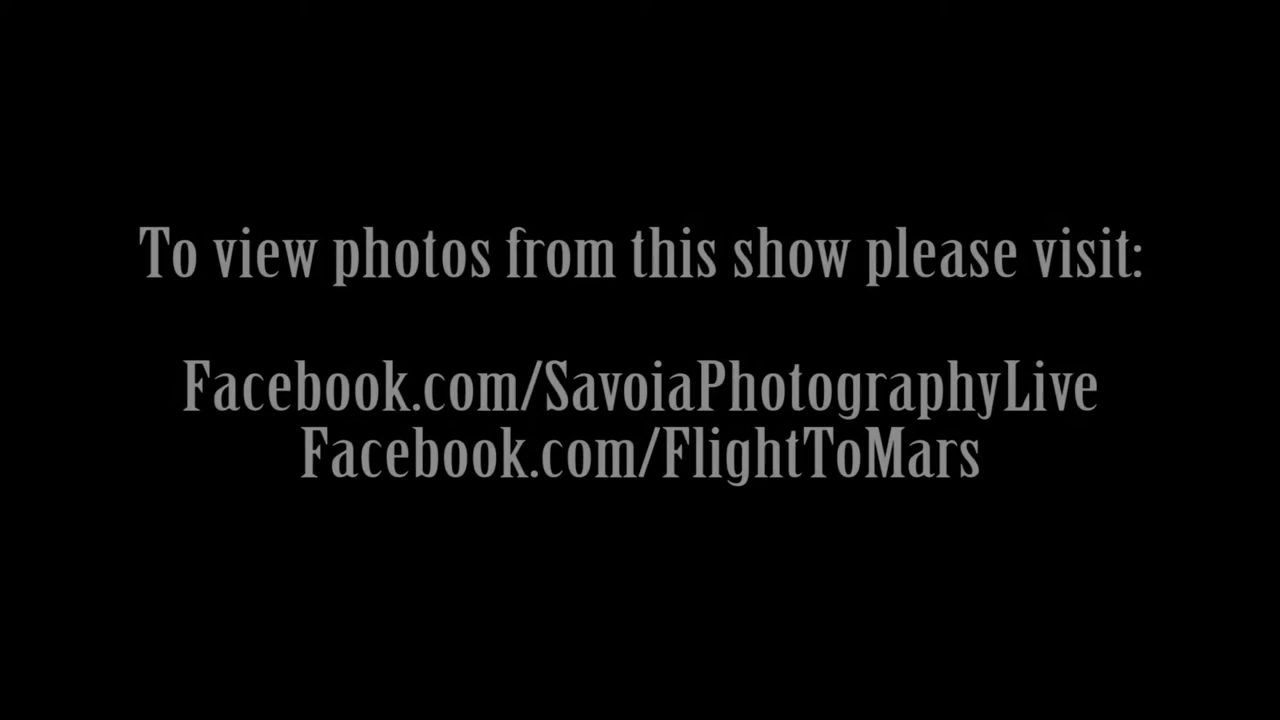 To view photos from this show please visit:
Facebook.com/SavoiaPhotographyLive
Facebook.com/FlightToMars